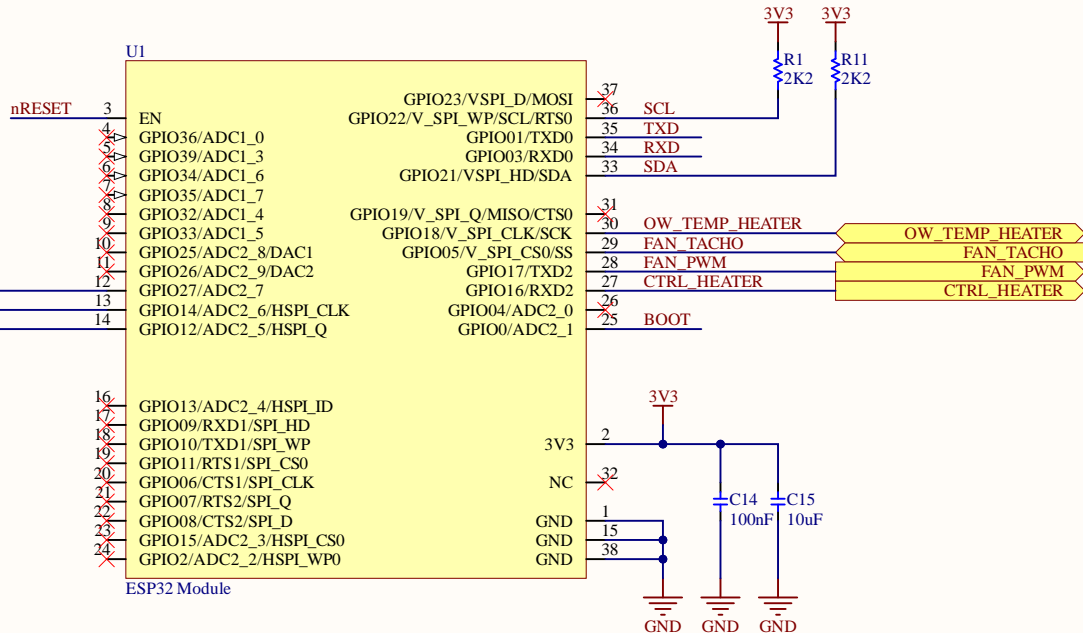 3V3
3V3
U1
R1
2K2
R11
2K2
nRESET
3
EN
4
GPIO36/ADC1_0
5
GPIO39/ADC1_3
6
GPIO34/ADC1_6
7
GPIO35/ADC1_7
8
GPIO32/ADC1_4
9
GPIO33/ADC1_5
10
GPIO25/ADC2_8/DAC1
11
GPIO26/ADC2_9/DAC2
12
GPIO27/ADC2_7
13
GPIO14/ADC2_6/HSPI_CLK
14
GPIO12/ADC2_5/HSPI_Q
16
GPIO13/ADC2_4/HSPI_ID
17
GPIO09/RXD1/SPI_HD
18
GPIO10/TXD1/SPI_WP
19
GPIO11/RTS1/SPI_CS0
20
GPIO06/CTS1/SPI_CLK
21
GPIO07/RTS2/SPI_Q
22
GPIO08/CTS2/SPI_D
23
GPIO15/ADC2_3/HSPI_CS0
24
GPIO2/ADC2_2/HSPI_WP0
GPIO23/VSPI_D/MOSI
37
GPIO22/V_SPI_WP/SCL/RTS0
36
SCL
GPIO01/TXD0
35
TXD
GPIO03/RXD0
34
RXD
GPIO21/VSPI_HD/SDA
33
SDA
GPIO19/V_SPI_Q/MISO/CTS0
31
GPIO18/V_SPI_CLK/SCK
30
OW_TEMP_HEATER
OW_TEMP_HEATER
GPIO05/V_SPI_CS0/SS
29
FAN_TACHO
FAN_TACHO
GPIO17/TXD2
28
FAN_PWM
FAN_PWM
GPIO16/RXD2
27
CTRL_HEATER
CTRL_HEATER
GPIO04/ADC2_0
26
GPIO0/ADC2_1
25
BOOT
3V3
3V3
2
NC
32
GND
1
GND
15
GND
38
C14
100nF
C15
10uF
ESP32 Module
GND
GND
GND